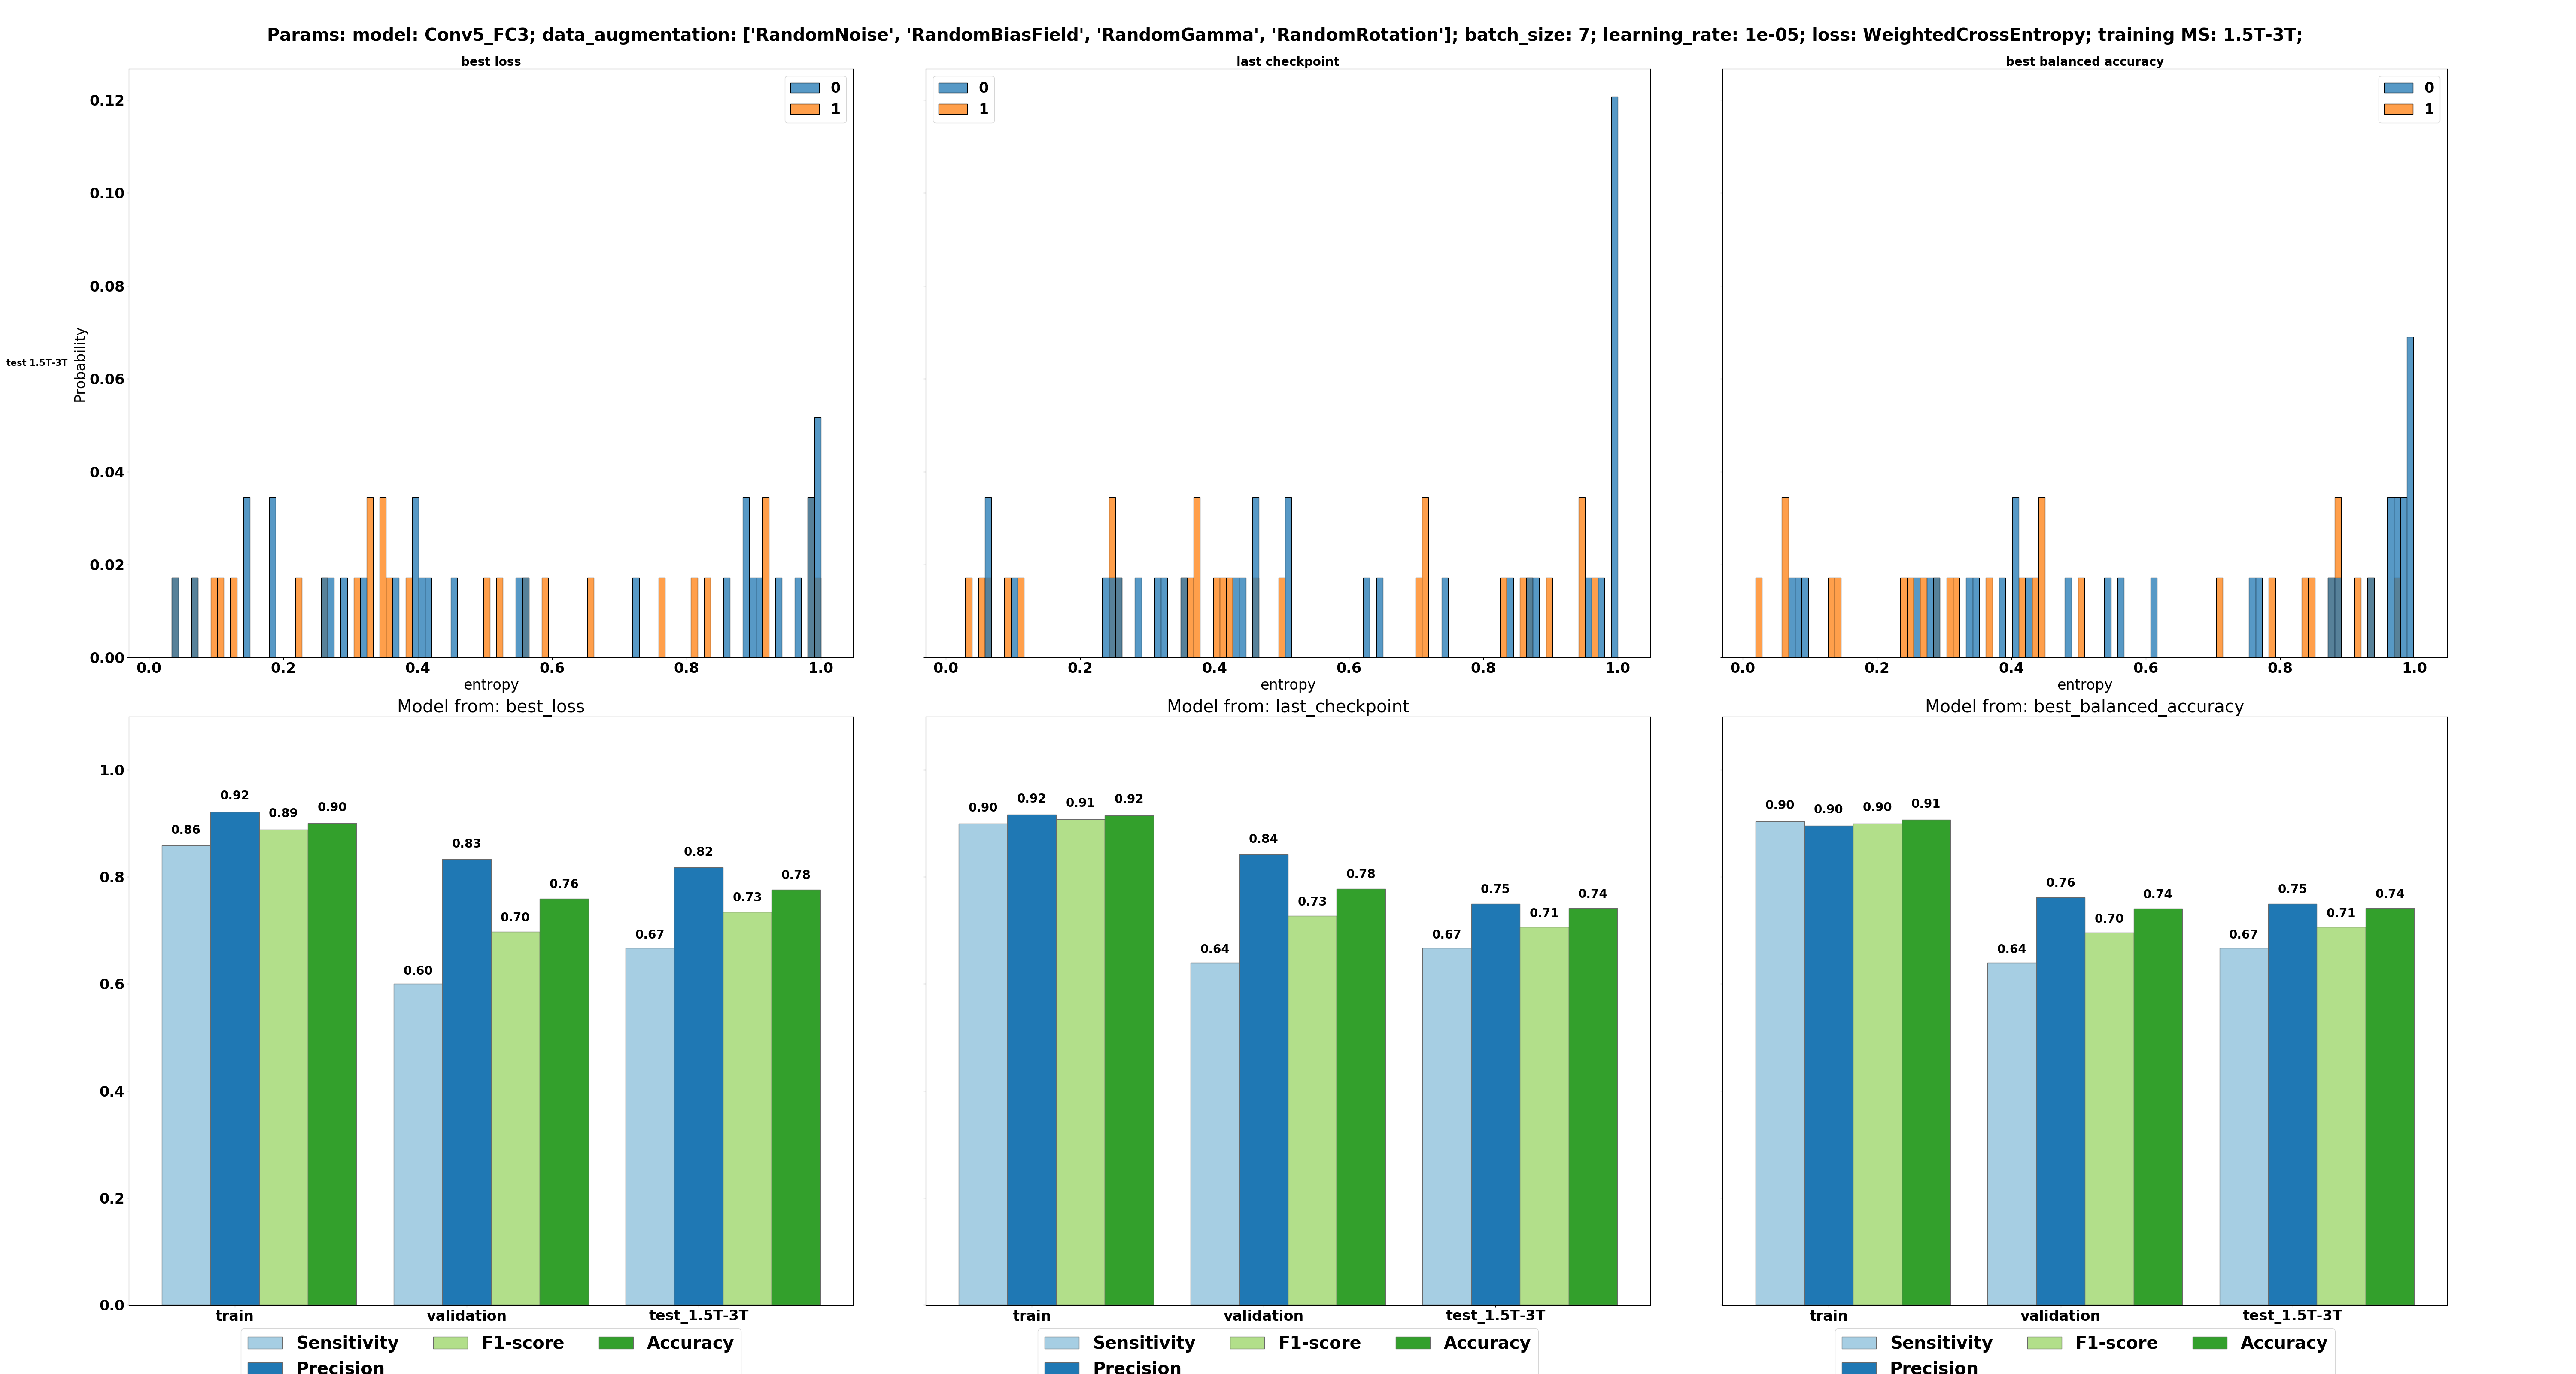 Params: model: Conv5_FC3; data_augmentation: ['RandomNoise', 'RandomBiasField', 'RandomGamma', 'RandomRotation']; batch_size: 7; learning_rate: 1e-05; loss: WeightedCrossEntropy; training MS: 1.5T-3T;
best loss
last checkpoint
best balanced accuracy
test 1.5T-3T
Probability
0.12
0.10
0.08
0.06
0.04
0.02
0.00
0
1
0
1
0
1
0.0 0.2 0.4 0.6 0.8 1.0
0.0 0.2 0.4 0.6 0.8 1.0
0.0 0.2 0.4 0.6 0.8 1.0
entropy
entropy
entropy
Model from: best_loss
Model from: last_checkpoint
Model from: best_balanced_accuracy
1.0
0.8
0.6
0.4
0.2
0.0
0.86 0.92 0.89 0.90
0.60 0.83 0.70 0.76
0.67 0.82 0.73 0.78
0.90 0.92 0.91 0.92
0.64 0.84 0.73 0.78
0.67 0.75 0.71 0.74
0.90 0.90 0.90 0.91
0.64 0.76 0.70 0.74
0.67 0.75 0.71 0.74
train validation test_1.5T-3T
train validation test_1.5T-3T
train validation test_1.5T-3T
Sensitivity F1-score Accuracy
Precision
Sensitivity F1-score Accuracy
Precision
Sensitivity F1-score Accuracy
Precision